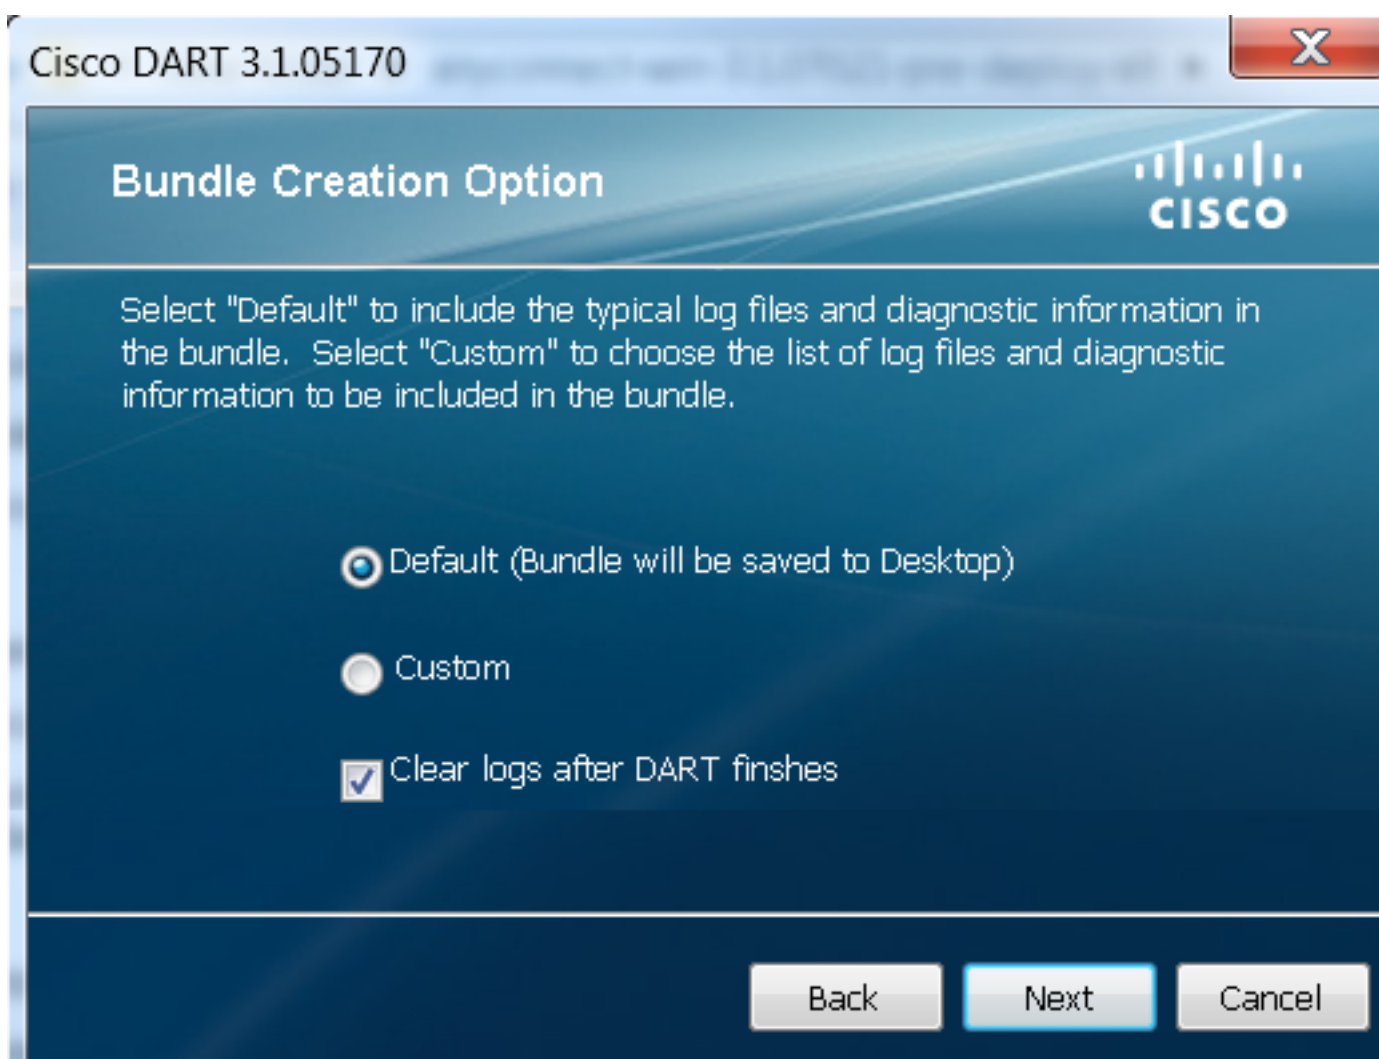 Cisco DART 3.1.05170
Bundle Creation Option
CISCO
Select "Default" to include the typical log files and diagnostic information in
the bundle.  Select "Custom" to choose the list of log files and diagnostic
information to be included in the bundle.
Default (Bundle will be saved to Desktop)
Custom
Clear logs after DART finshes
Back
Next
Cancel